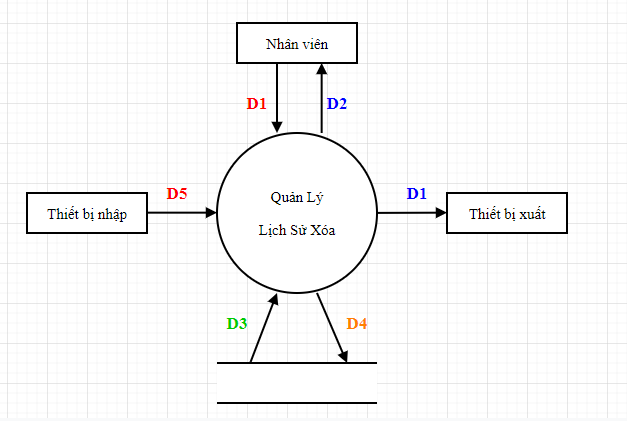 Nhân viên
D1
D2
Thiết bị nhập
D5
Quản Lý
Lịch Sử Xóa
D1
Thiết bị xuất
D3
D4